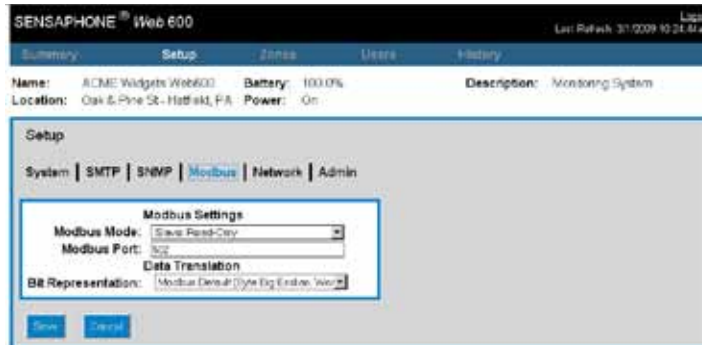 SENSAPHONE ® Web 600
Last Refresh: 3/1/2009 10:24
Summary Setup Zones Users History
Name: ACME Widgets Web600 Battery: 100.0% Description: Monitoring System
Location: Oak & Pine St - Hatfield, PA Power: On
Setup
System | SMTP | SNMP | Modbus | Network | Admin
Modbus Settings
Modbus Mode: Slave Read-Only
Modbus Port: 502
Data Translation
Bit Representation: Modbus Default (Byte Big Endian, Wor
Save Cancel